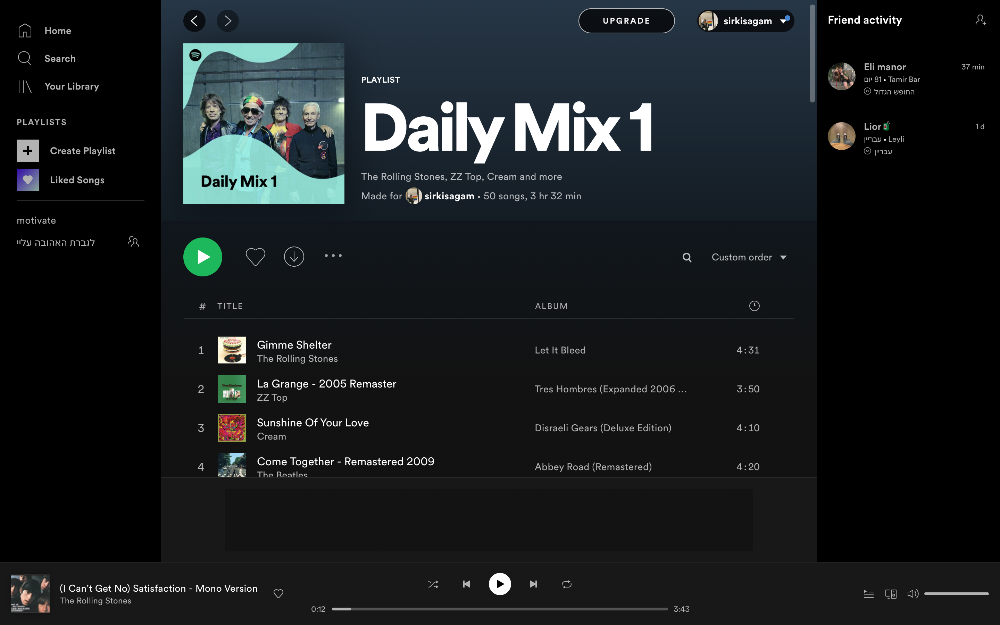 Home
Search
Your Library
PLAYLISTS
Create Playlist
Liked Songs
motivate
לגברת האהובה עליי
UPGRADE
sirkisagam
Daily Mix 1
PLAYLIST
Daily Mix 1
The Rolling Stones, ZZ Top, Cream and more
Made for sirkisagam • 50 songs, 3 hr 32 min
Custom order
# TITLE ALBUM
1 Gimme Shelter Let It Bleed 4:31
The Rolling Stones
2 La Grange - 2005 Remaster Tres Hombres (Expanded 2006 ... 3:50
ZZ Top
3 Sunshine Of Your Love Disraeli Gears (Deluxe Edition) 4:10
Cream
4 Come Together - Remastered 2009 Abbey Road (Remastered) 4:20
The Beatles
Friend activity
Eli manor 37 min
81 יום • Tamir Bar
החופש הגדול
Lior 1 d
עבריין • Leyli
עבריין
(I Can't Get No) Satisfaction - Mono Version
The Rolling Stones
0:12 3:43